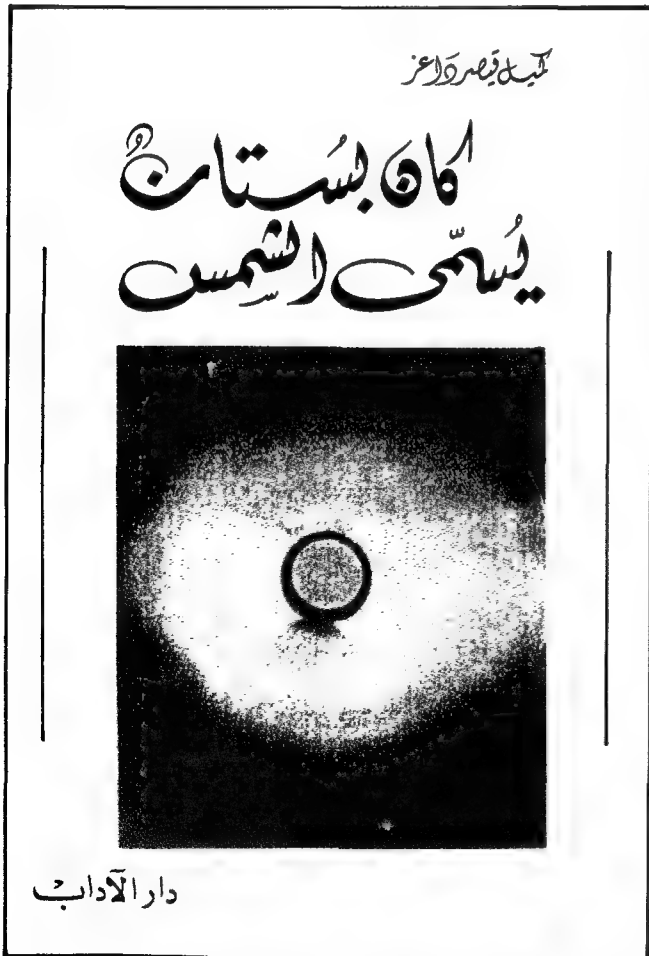 كميل قيصر داغر
كان بستانٌ
يُسمّى الشمس
دار الآداب